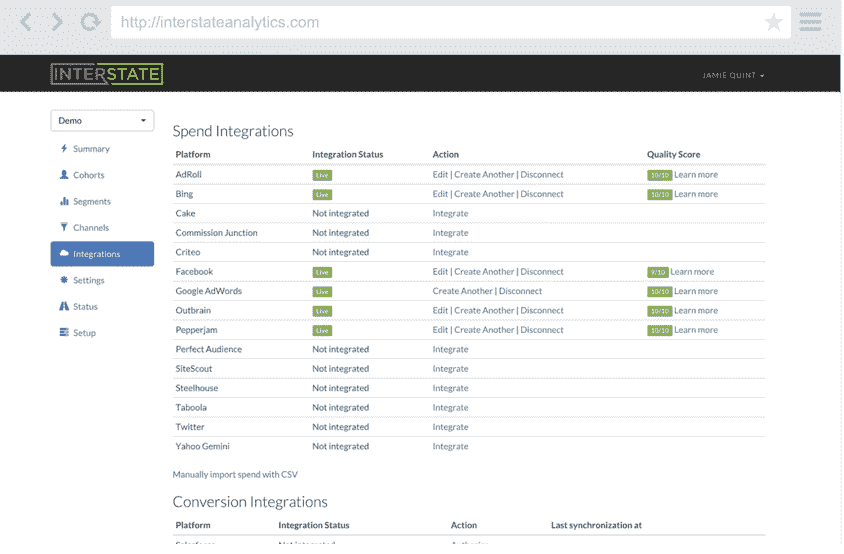 http://interstateanalytics.com
INTERSTATE
JAMIE QUINT
Demo
Summary
Cohorts
Segments
Channels
Integrations
Settings
Status
Setup
Spend Integrations
Platform Integration Status Action Quality Score
AdRoll Live Edit | Create Another | Disconnect 10/10 Learn more
Bing Live Edit | Create Another | Disconnect 10/10 Learn more
Cake Not integrated Integrate
Commission Junction Not integrated Integrate
Criteo Not integrated Integrate
Facebook Live Edit | Create Another | Disconnect 9/10 Learn more
Google AdWords Live Create Another | Disconnect 10/10 Learn more
Outbrain Live Edit | Create Another | Disconnect 10/10 Learn more
Pepperjam Live Edit | Create Another | Disconnect 10/10 Learn more
Perfect Audience Not integrated Integrate
SiteScout Not integrated Integrate
Steelhouse Not integrated Integrate
Taboola Not integrated Integrate
Twitter Not integrated Integrate
Yahoo Gemini Not integrated Integrate
Manually import spend with CSV
Conversion Integrations
Platform Integration Status Action Last synchronization at